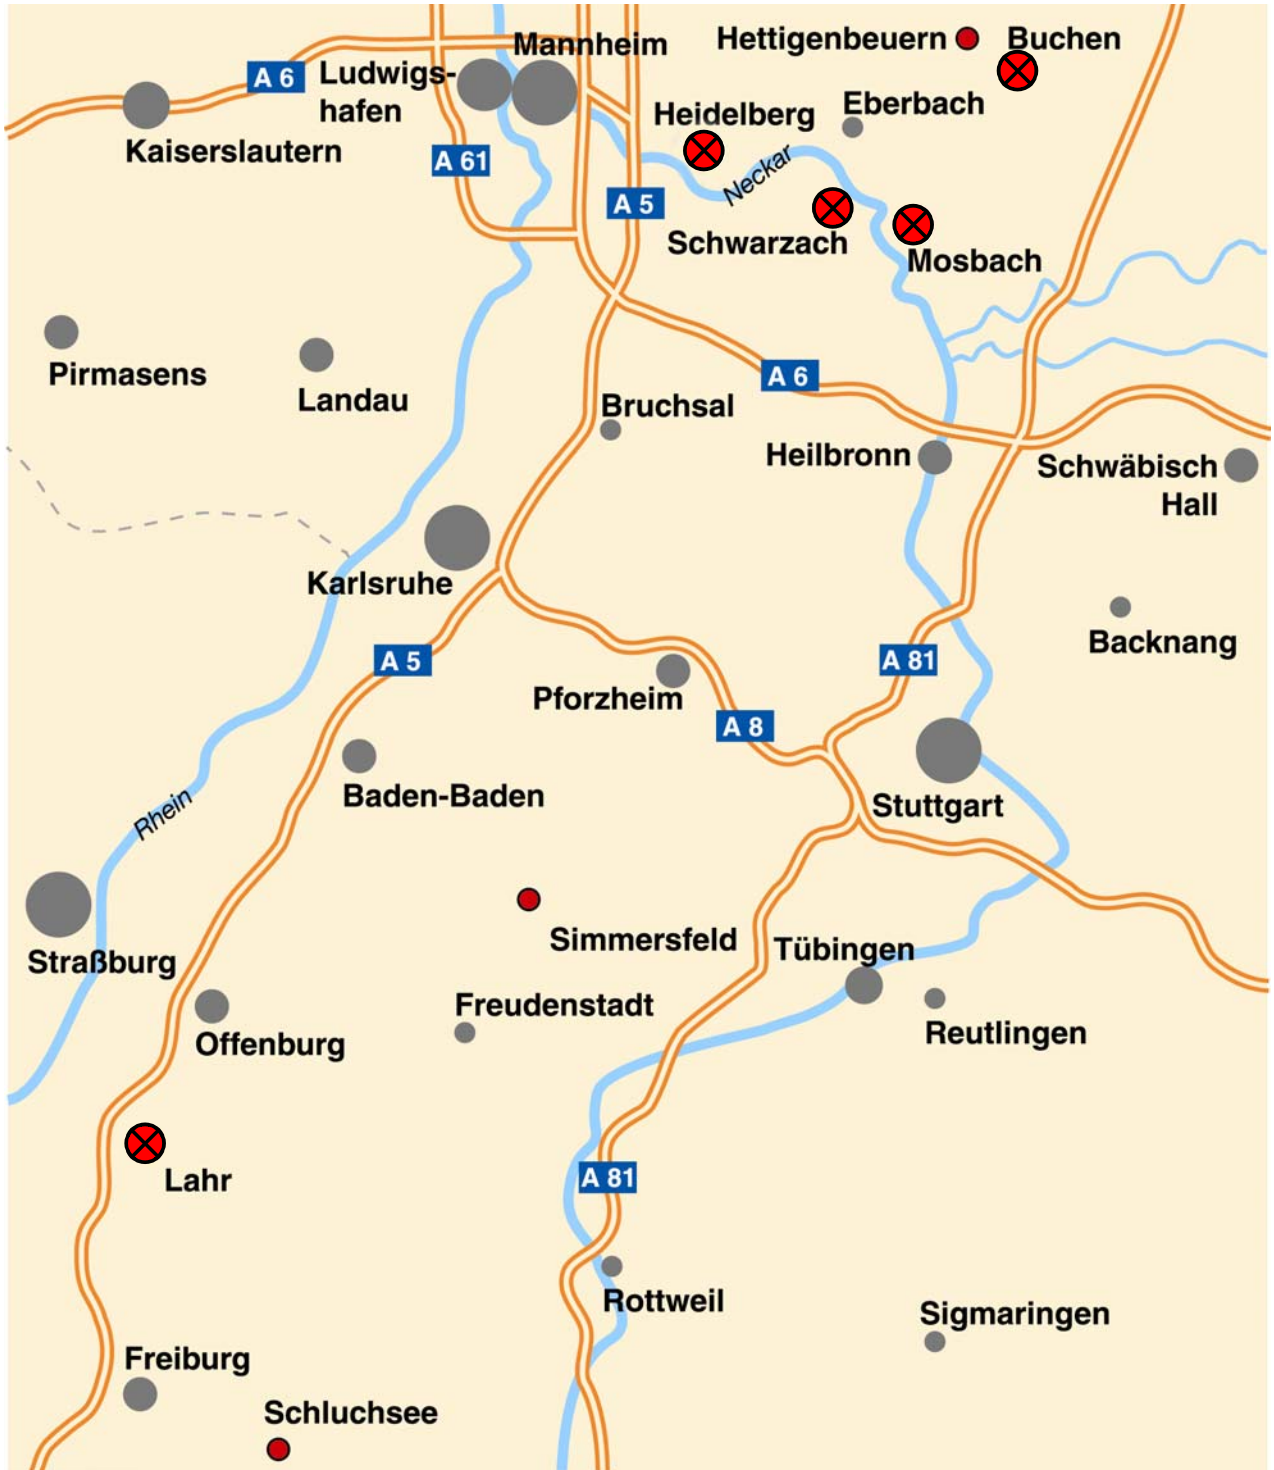 Hettigenbeuern
Buchen
Mannheim
A 6
Ludwigs-
hafen
Heidelberg
Eberbach
Kaiserslautern
A 61
Neckar
A 5
Schwarzach
Mosbach
Pirmasens
Landau
A 6
Bruchsal
Heilbronn
Schwäbisch
Hall
Karlsruhe
Backnang
A 5
A 81
Pforzheim
A 8
Baden-Baden
Stuttgart
Rhein
Simmersfeld
Tübingen
Straßburg
Freudenstadt
Reutlingen
Offenburg
Lahr
A 81
Rottweil
Sigmaringen
Freiburg
Schluchsee